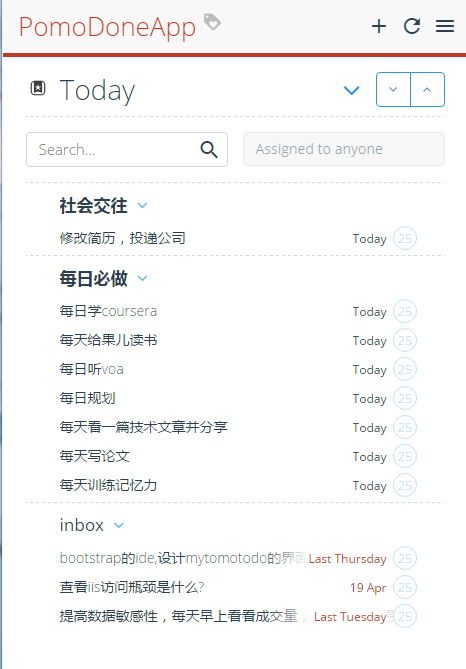 PomoDoneApp
Today
Search...
Assigned to anyone
社会交往
修改简历，投递公司 Today 25
每日必做
每日学coursera Today 25
每天给果儿读书 Today 25
每日听voa Today 25
每日规划 Today 25
每天看一篇技术文章并分享 Today 25
每天写论文 Today 25
每天训练记忆力 Today 25
inbox
bootstrap的ide,设计mytomotodo的界面 Last Thursday 25
查看iis访问瓶颈是什么? 19 Apr 25
提高数据敏感性，每天早上看看成交量， Last Tuesday 25